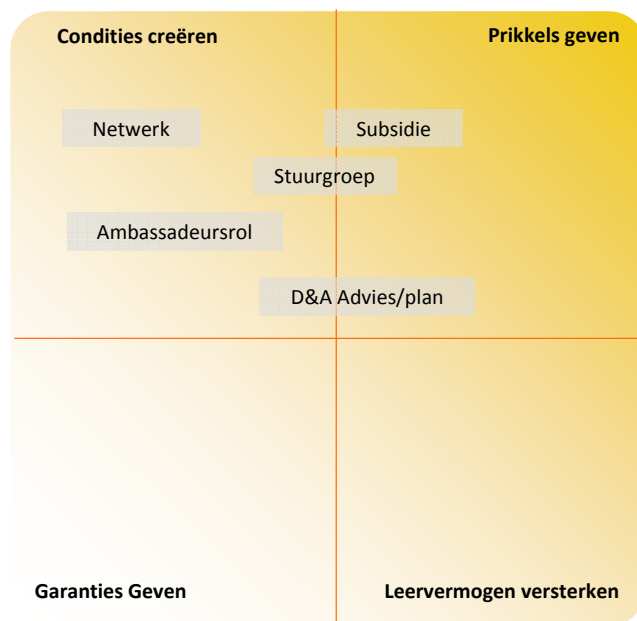 Condities creëren
Prikkels geven
Netwerk
Subsidie
Stuurgroep
Ambassadeursrol
D&A Advies/plan
Garanties Geven
Leervermogen versterken